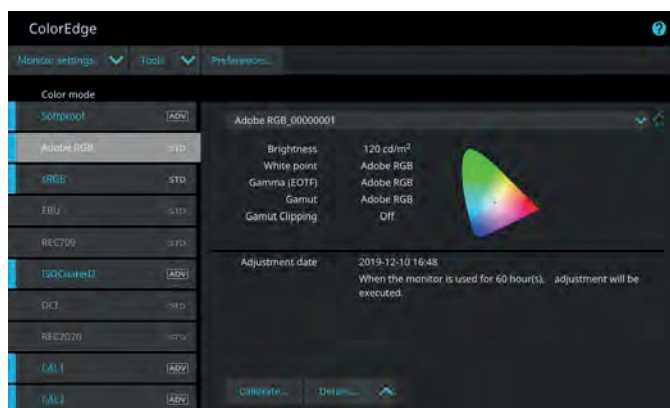 ColorEdge
Monitor settings Tools Preferences...
Color mode
Softproof ADV
Adobe RGB STD
sRGB STD
EBU STD
REC709 STD
ISOCoated2 ADV
DCI STD
REC2020 STD
CAL1 ADV
CAL2 ADV
Adobe RGB_00000001
Brightness 120 cd/m²
White point Adobe RGB
Gamma (EOTF) Adobe RGB
Gamut Adobe RGB
Gamut Clipping Off
Adjustment date 2019-12-10 16:48
When the monitor is used for 60 hour(s), adjustment will be
executed.
Calibrate... Details...